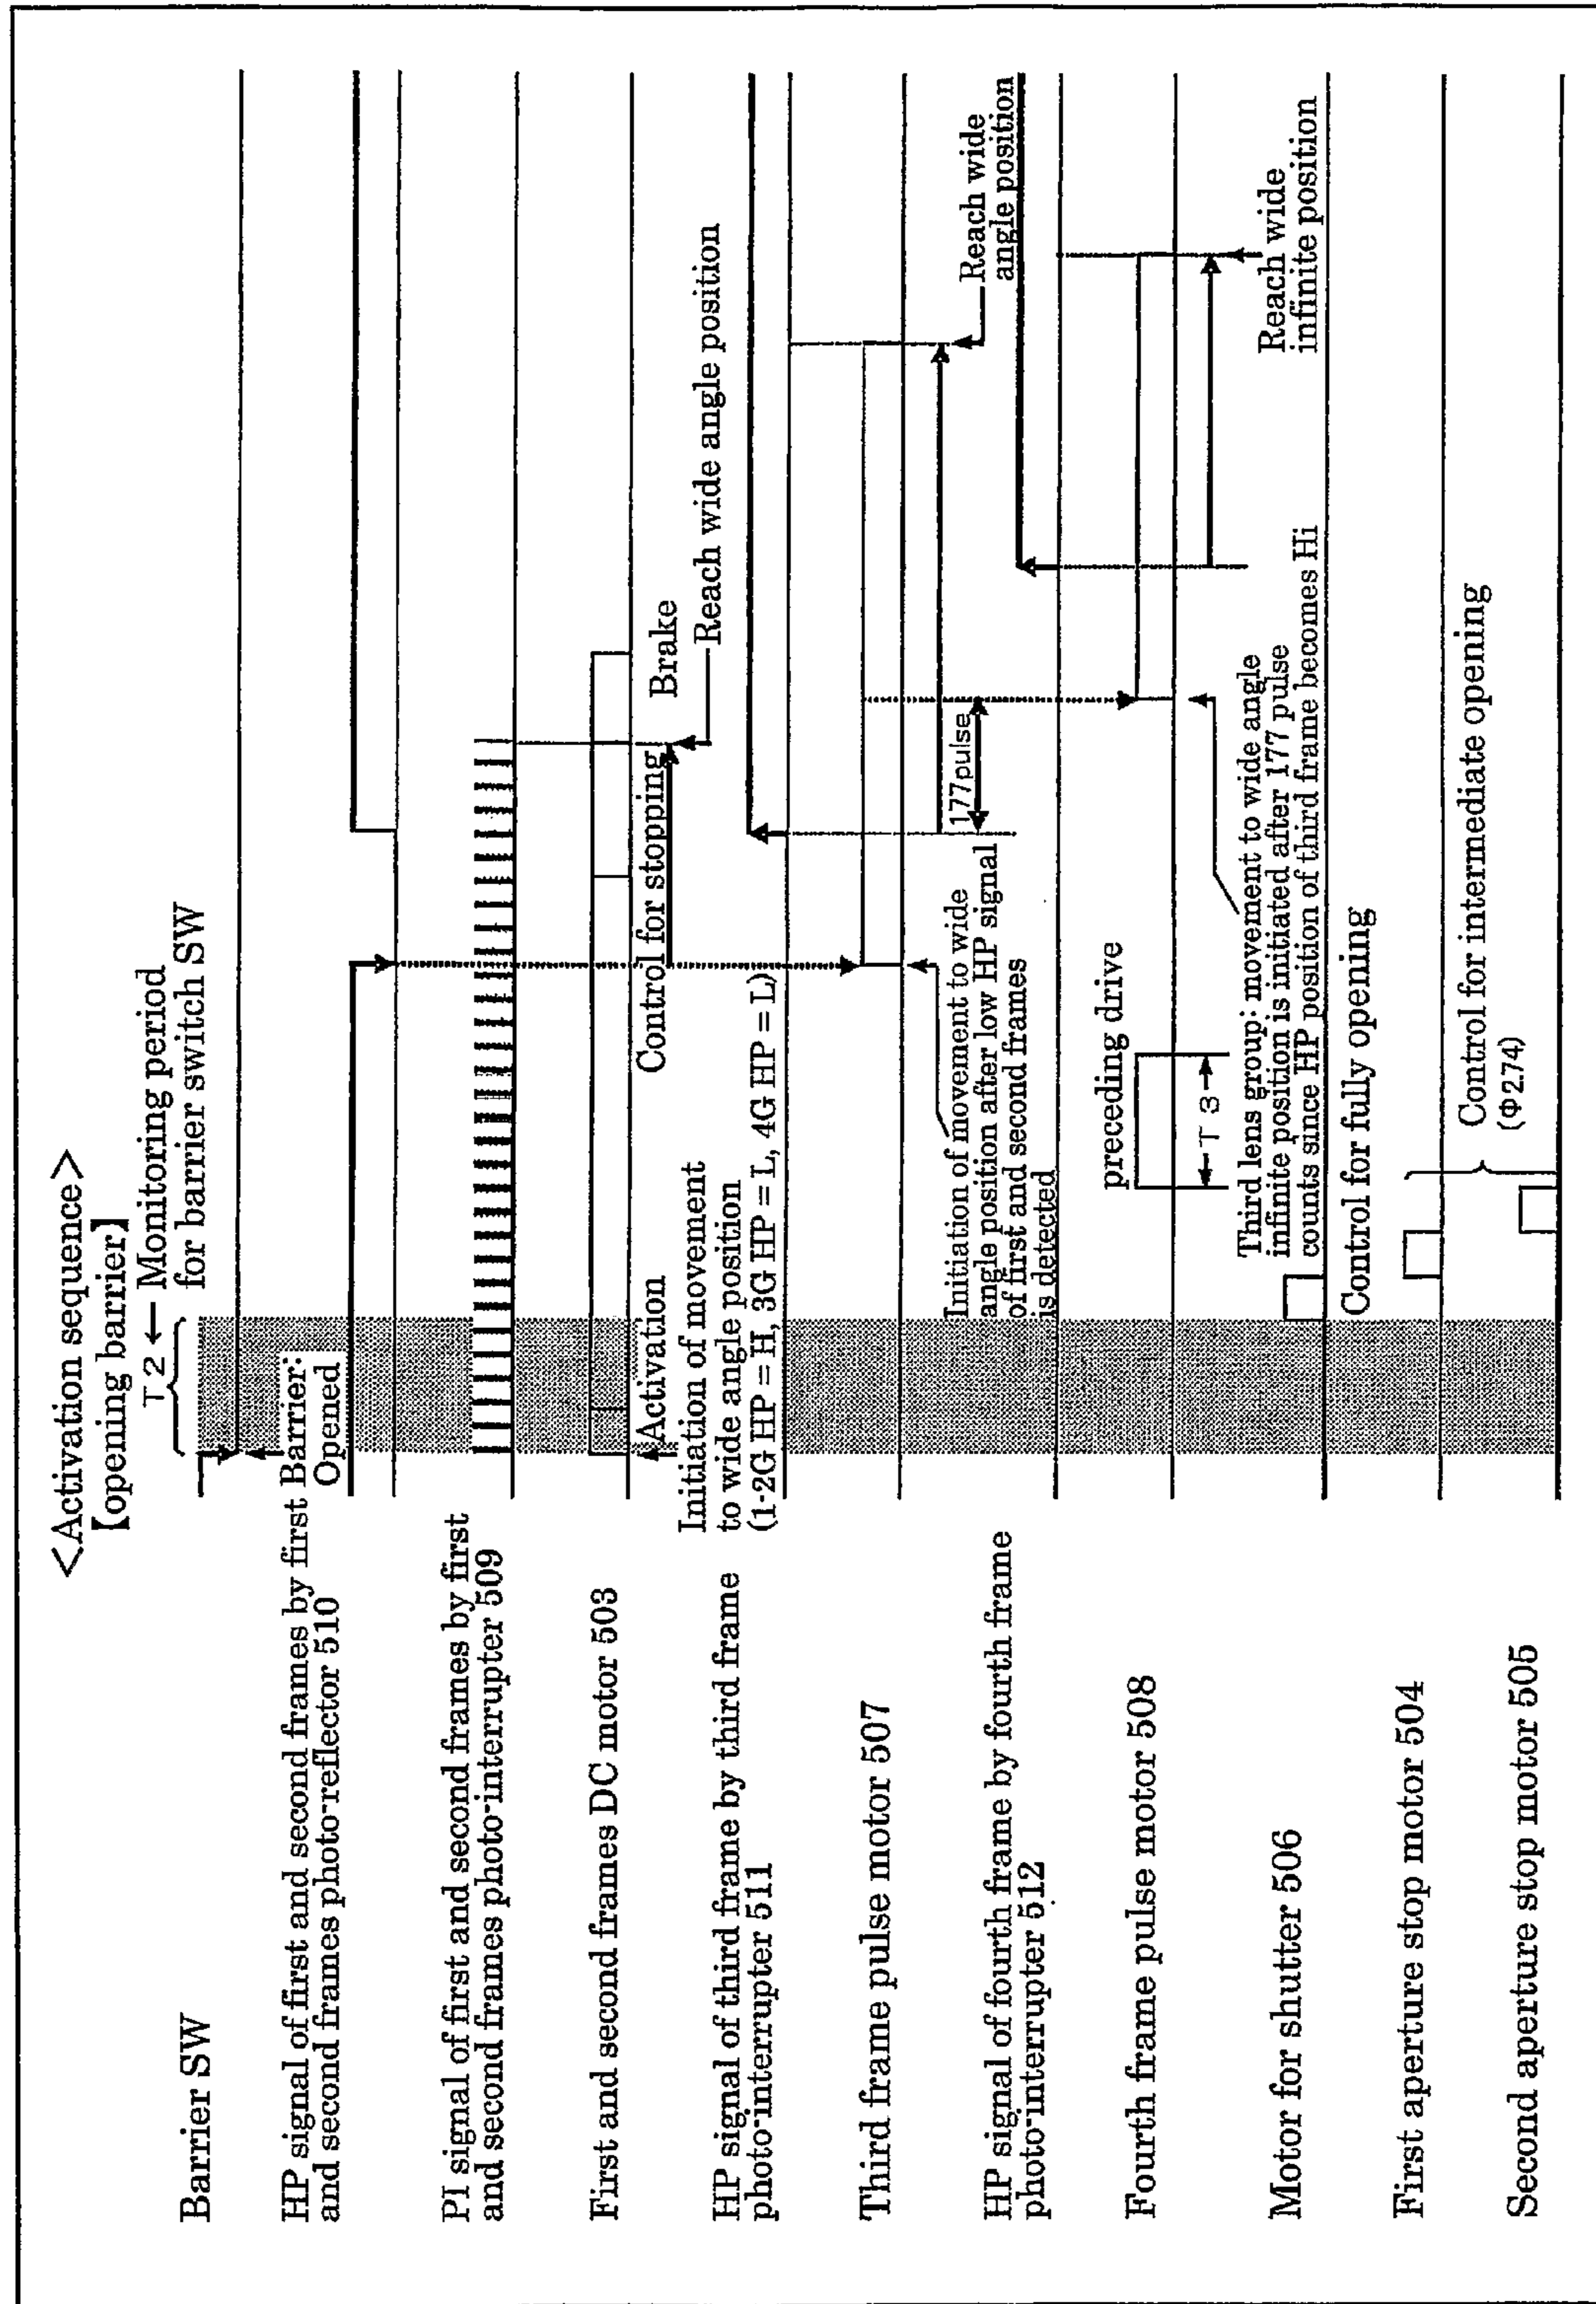 <Activation sequence>
【opening barrier】
T2 ← Monitoring period
for barrier switch SW
Barrier SW
Barrier:
Opened
HP signal of first and second frames by first
and second frames photo-reflector 510
PI signal of first and second frames by first
and second frames photo-interrupter 509
First and second frames DC motor 503
Activation
Control for stopping
Brake
Reach wide angle position
Initiation of movement
to wide angle position
(1-2G HP = H, 3G HP = L, 4G HP = L)
HP signal of third frame by third frame
photo-interrupter 511
Third frame pulse motor 507
177pulse
Reach wide
angle position
Initiation of movement to wide
angle position after low HP signal
of first and second frames
is detected
HP signal of fourth frame by fourth frame
photo-interrupter 512
Fourth frame pulse motor 508
preceding drive
T 3
Reach wide
infinite position
Third lens group: movement to wide angle
infinite position is initiated after 177 pulse
counts since HP position of third frame becomes Hi
Motor for shutter 506
Control for fully opening
First aperture stop motor 504
Control for intermediate opening
(Φ2.74)
Second aperture stop motor 505